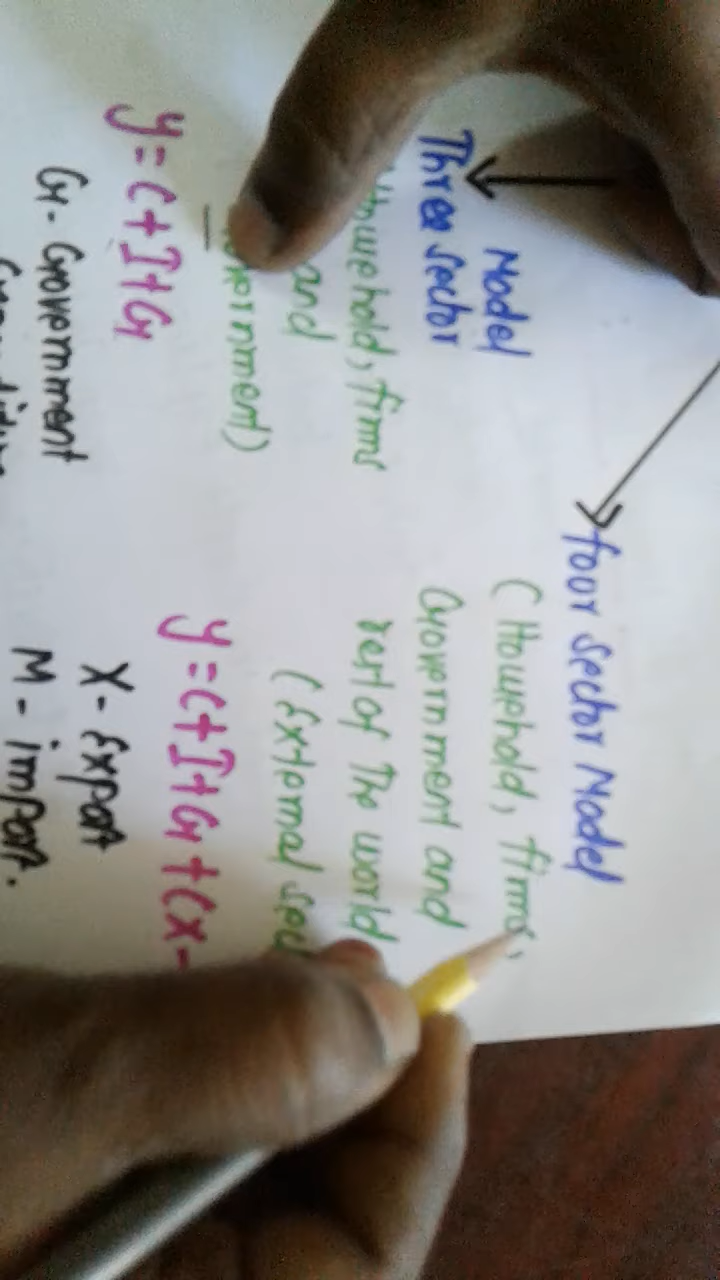 Three Sector
Model
Household, firms
and
Government)
Y = C + I + G
G - Government
four Sector Model
(Household, firms,
Government and
rest of the world
(External
Y = C + I + G + (X -
X - Export
M - import.